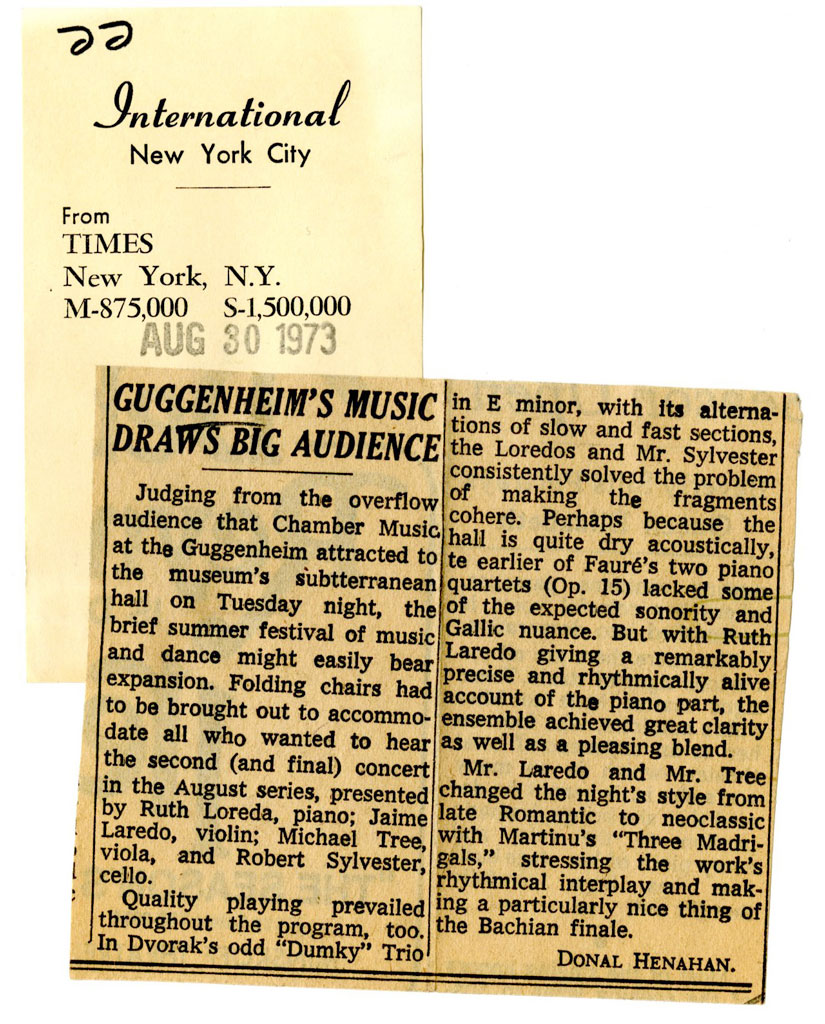 International
New York City
From
TIMES
New York, N.Y.
M-875,000 S-1,500,000
AUG 30 1973
GUGGENHEIM'S MUSIC
DRAWS BIG AUDIENCE
Judging from the overflow
audience that Chamber Music
at the Guggenheim attracted to
the museum's subtterranean
hall on Tuesday night, the
brief summer festival of music
and dance might easily bear
expansion. Folding chairs had
to be brought out to accommo-
date all who wanted to hear
the second (and final) concert
in the August series, presented
by Ruth Loreda, piano; Jaime
Laredo, violin; Michael Tree,
viola, and Robert Sylvester,
cello.
Quality playing prevailed
throughout the program, too.
In Dvorak's odd "Dumky" Trio
in E minor, with its alterna-
tions of slow and fast sections,
the Loredos and Mr. Sylvester
consistently solved the problem
of making the fragments
cohere. Perhaps because the
hall is quite dry acoustically,
te earlier of Fauré's two piano
quartets (Op. 15) lacked some
of the expected sonority and
Gallic nuance. But with Ruth
Laredo giving a remarkably
precise and rhythmically alive
account of the piano part, the
ensemble achieved great clarity
as well as a pleasing blend.
Mr. Laredo and Mr. Tree
changed the night's style from
late Romantic to neoclassic
with Martinu's "Three Madri-
gals," stressing the work's
rhythmical interplay and mak-
ing a particularly nice thing of
the Bachian finale.
DONAL HENAHAN.